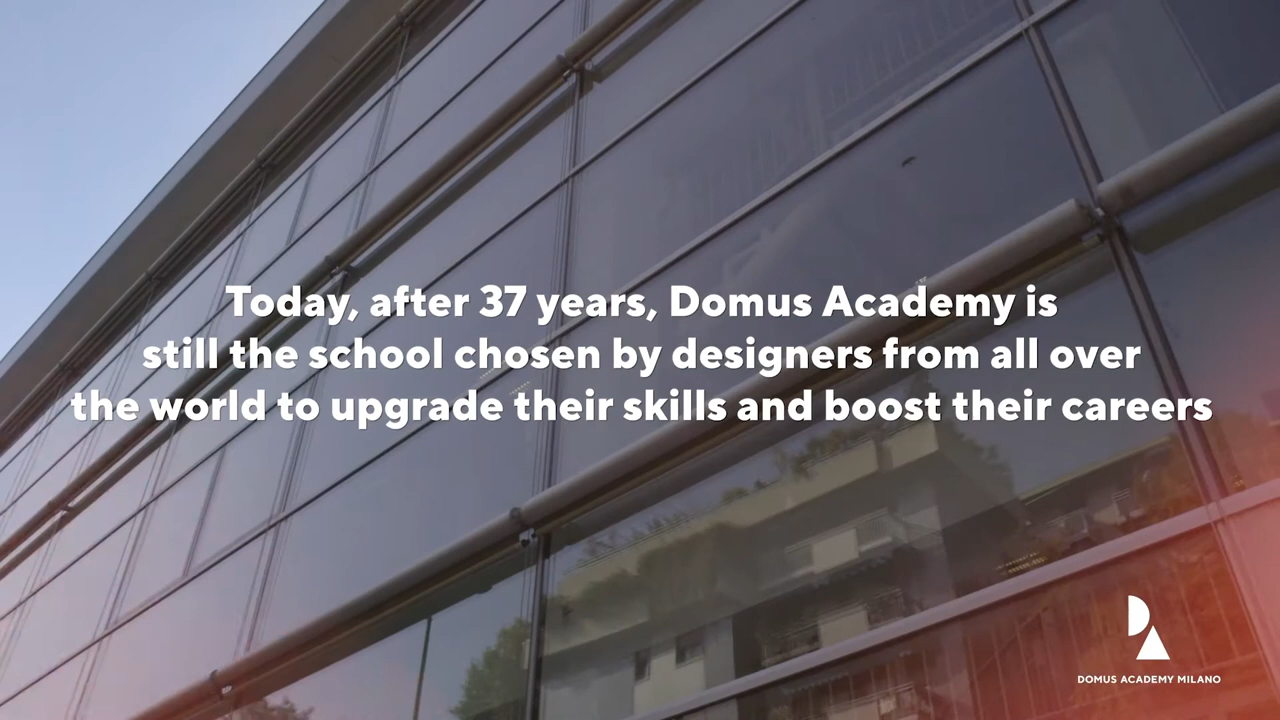 Today, after 37 years, Domus Academy is
still the school chosen by designers from all over
the world to upgrade their skills and boost their careers
DOMUS ACADEMY MILANO